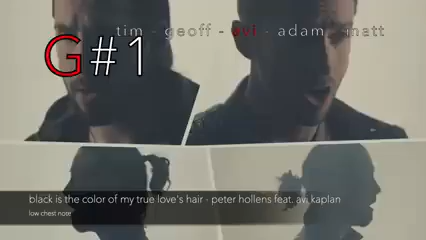 tim - geoff - avi - adam - matt
G#1
black is the color of my true love's hair - peter hollens feat. avi kaplan
low chest note